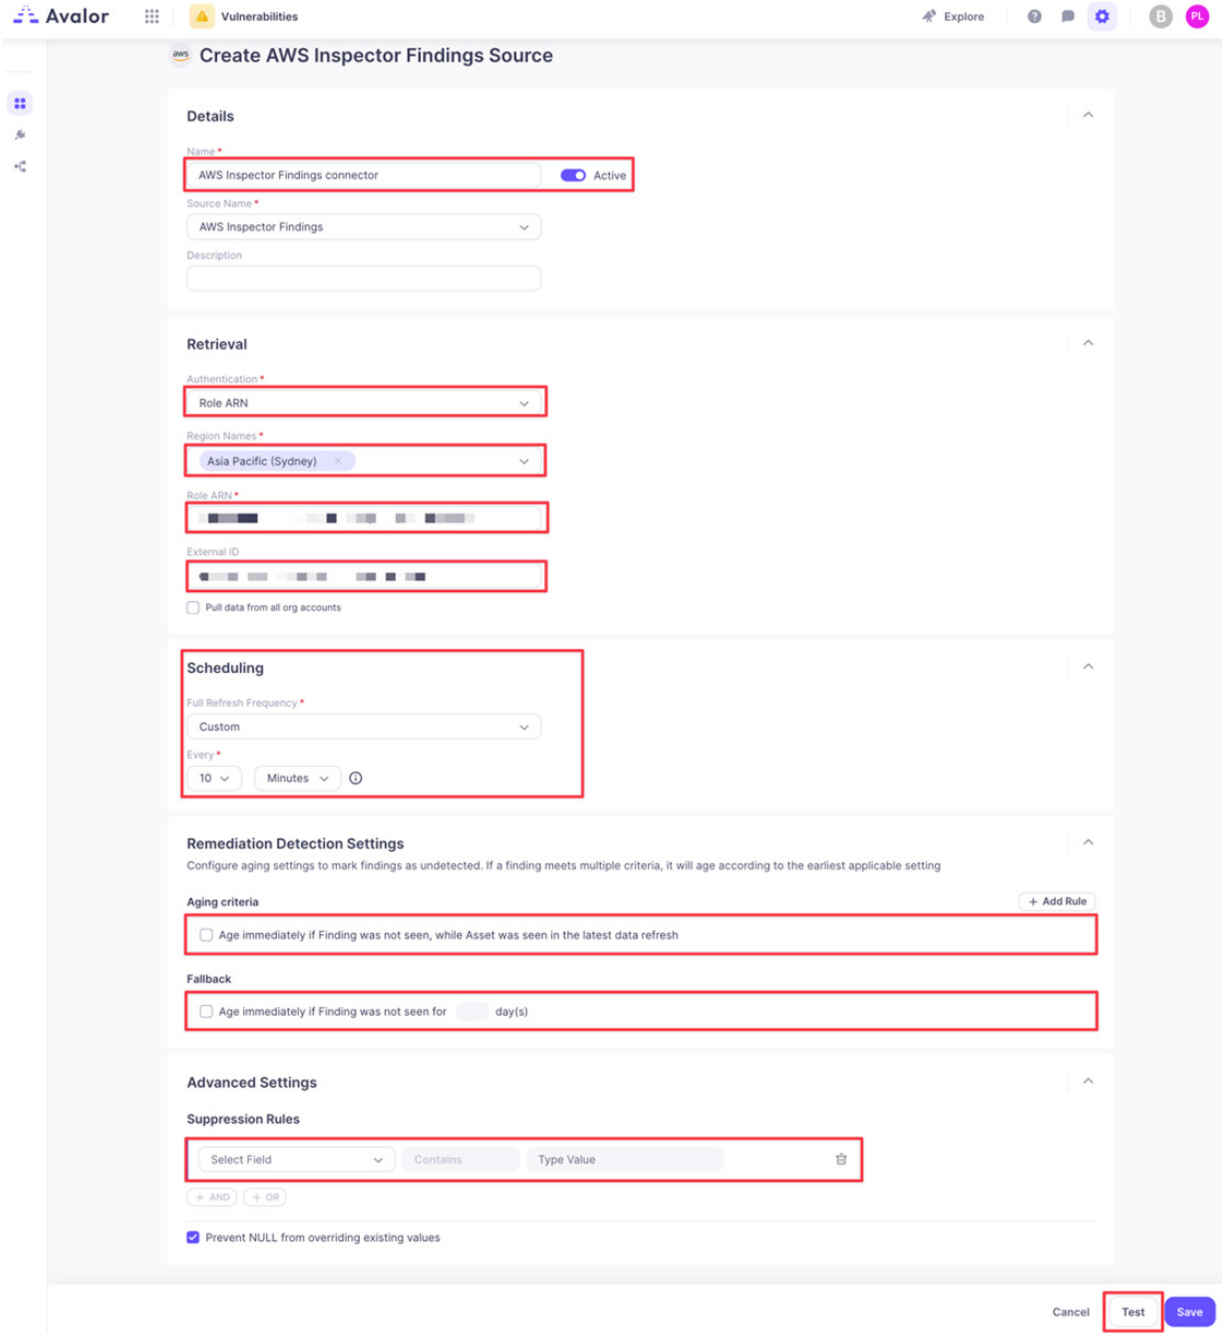 Avalor
Vulnerabilities
Explore
B
PL
aws Create AWS Inspector Findings Source
Details
Name *
AWS Inspector Findings connector
Active
Source Name *
AWS Inspector Findings
Description
Retrieval
Authentication *
Role ARN
Region Names *
Asia Pacific (Sydney) ×
Role ARN *
External ID
Pull data from all org accounts
Scheduling
Full Refresh Frequency *
Custom
Every *
10 Minutes
Remediation Detection Settings
Configure aging settings to mark findings as undetected. If a finding meets multiple criteria, it will age according to the earliest applicable setting
Aging criteria
+ Add Rule
Age immediately if Finding was not seen, while Asset was seen in the latest data refresh
Fallback
Age immediately if Finding was not seen for day(s)
Advanced Settings
Suppression Rules
Select Field Contains Type Value
+ AND + OR
Prevent NULL from overriding existing values
Cancel Test Save